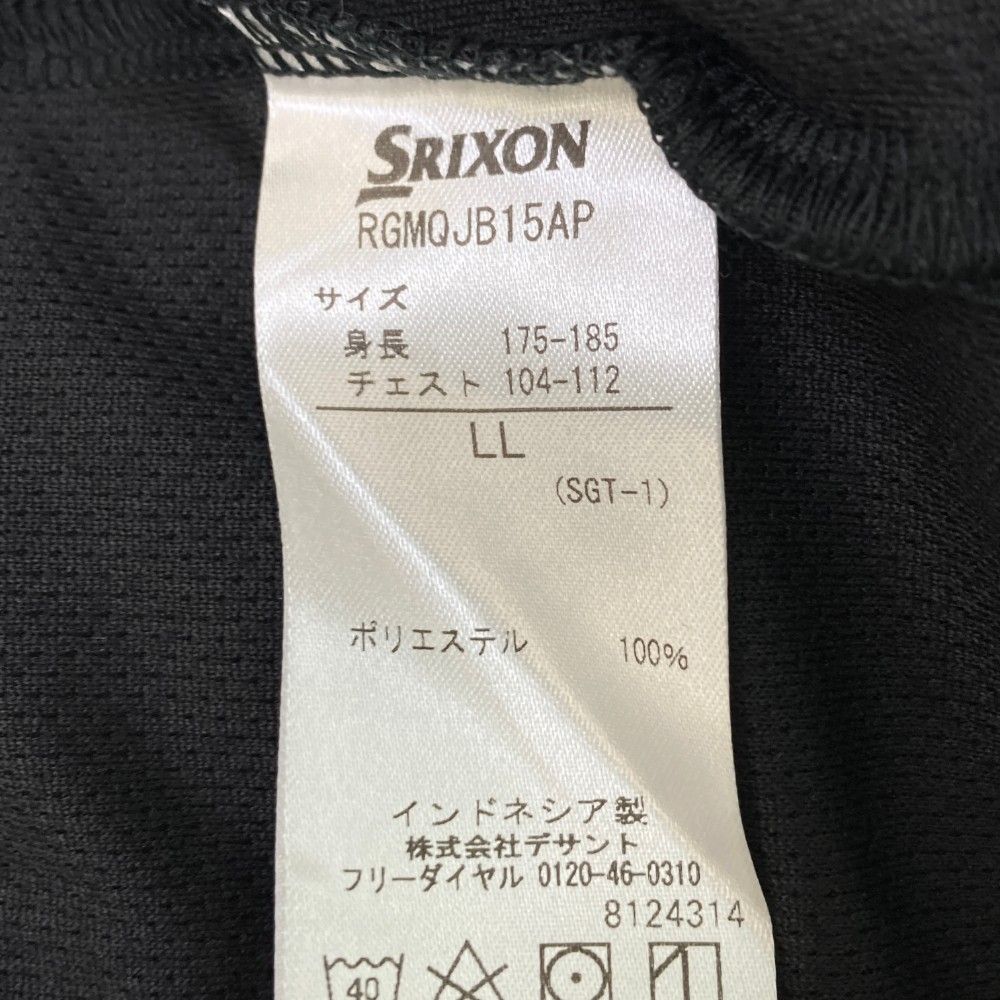 SRIXON
RGMQJB15AP
サイズ
身長 175-185
チェスト 104-112
LL
(SGT-1)
ポリエステル 100%
インドネシア製
株式会社デサント
フリーダイヤル 0120-46-0310
8124314
40